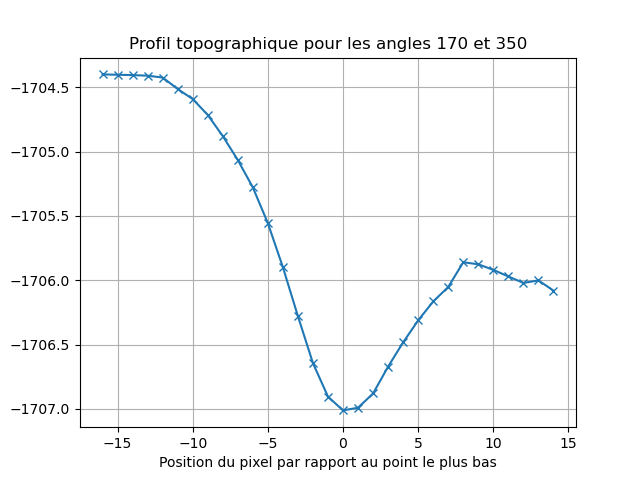 Profil topographique pour les angles 170 et 350
−1704.5
−1705.0
−1705.5
−1706.0
−1706.5
−1707.0
−15 −10 −5 0 5 10 15
Position du pixel par rapport au point le plus bas